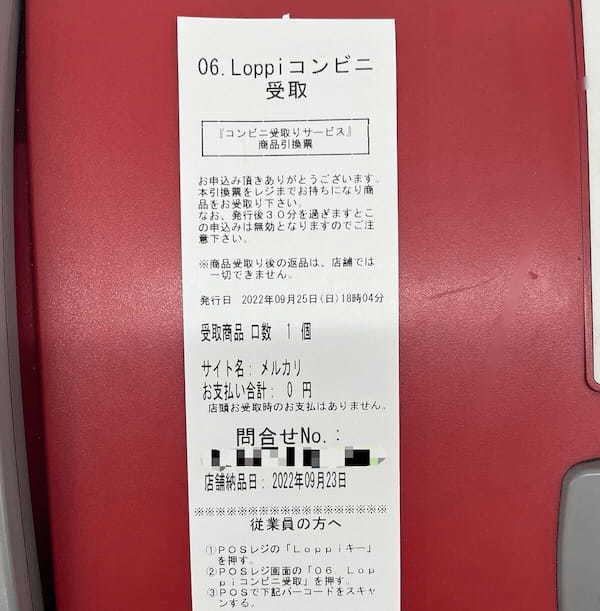 06.Loppiコンビニ
受取
『コンビニ受取りサービス』
商品引換票
お申込み頂きありがとうございます。
本引換票をレジまでお持ちになり商
品をお受取り下さい。
なお、発行後30分を過ぎますとこ
の申込みは無効となりますのでご注
意下さい。
※商品受取り後の返品は、店舗では
一切できません。
発行日 2022年09月25日(日)18時04分
受取商品 口数 1 個
サイト名: メルカリ
お支払い合計: 0 円
店頭お受取時のお支払はありません。
問合せNo.:
店舗納品日: 2022年09月23日
※※※※※※※※※※※※※※※※※
従業員の方へ
①POSレジの「Loppiキー」
を押す。
②POSレジ画面の「06.Lop
piコンビニ受取」を押す。
③POSで下記バーコードをスキャ
ンする。